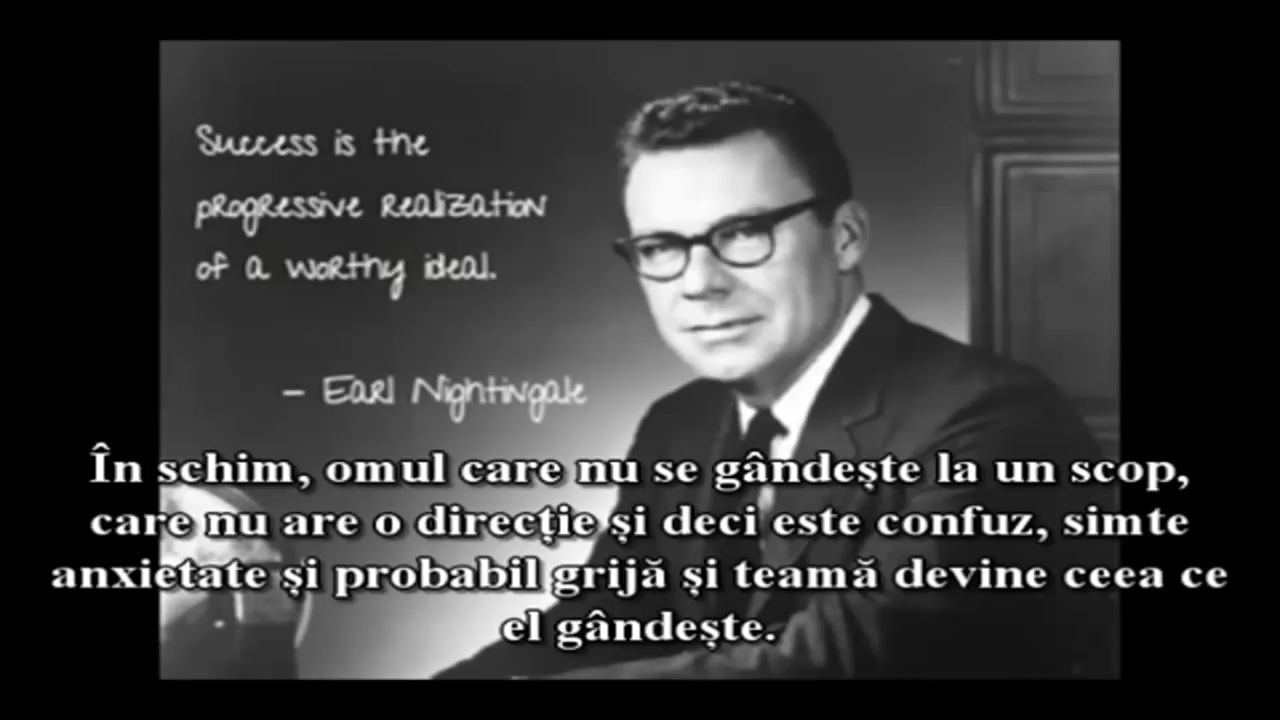 Success is the
progressive realization
of a worthy ideal.
- Earl Nightingale
În schim, omul care nu se gândește la un scop,
care nu are o direcție și deci este confuz, simte
anxietate și probabil grijă și teamă devine ceea ce
el gândește.